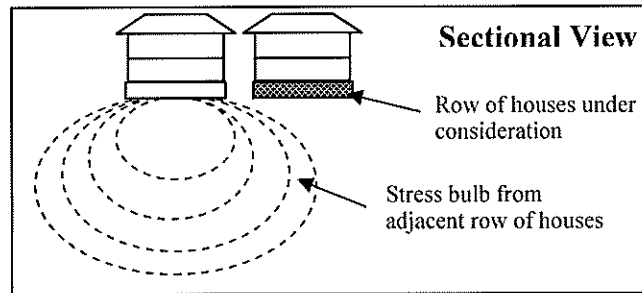 Sectional View
Row of houses under
consideration
Stress bulb from
adjacent row of houses